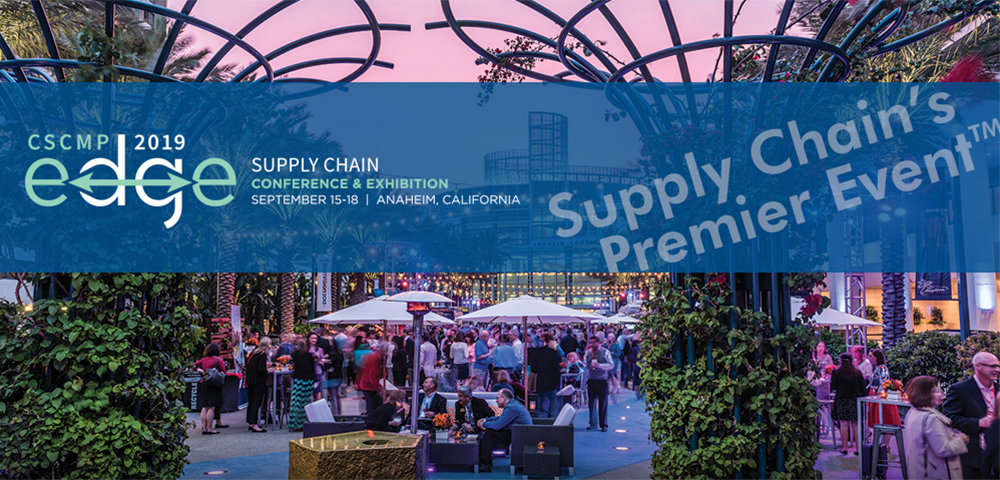 CSCMP 2019
edge
SUPPLY CHAIN
CONFERENCE & EXHIBITION
SEPTEMBER 15-18 | ANAHEIM, CALIFORNIA
Supply Chain's
Premier Event™